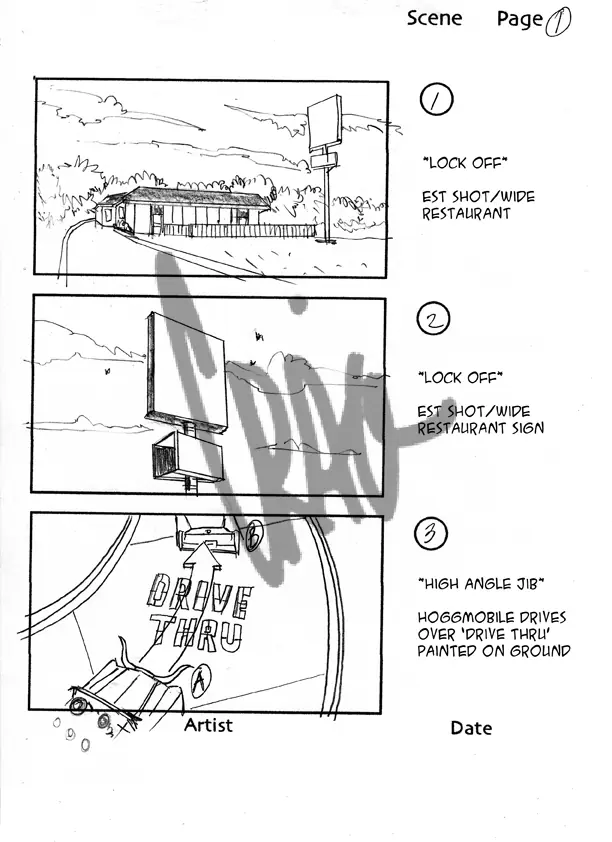 Scene Page 1
1
"LOCK OFF"
EST SHOT/WIDE
RESTAURANT
2
"LOCK OFF"
EST SHOT/WIDE
RESTAURANT SIGN
3
"HIGH ANGLE JIB"
HOGGMOBILE DRIVES
OVER 'DRIVE THRU'
PAINTED ON GROUND
B
DRIVE
THRU
A
Artist Date